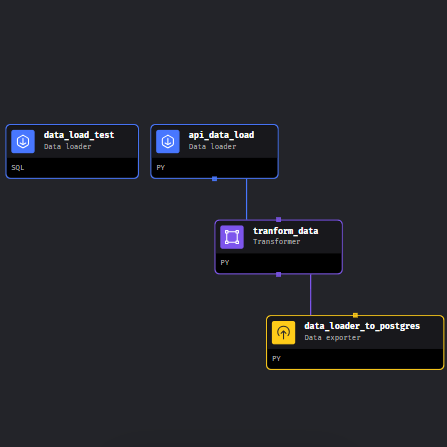 data_load_test
Data loader
SQL
api_data_load
Data loader
PY
tranform_data
Transformer
PY
data_loader_to_postgres
Data exporter
PY